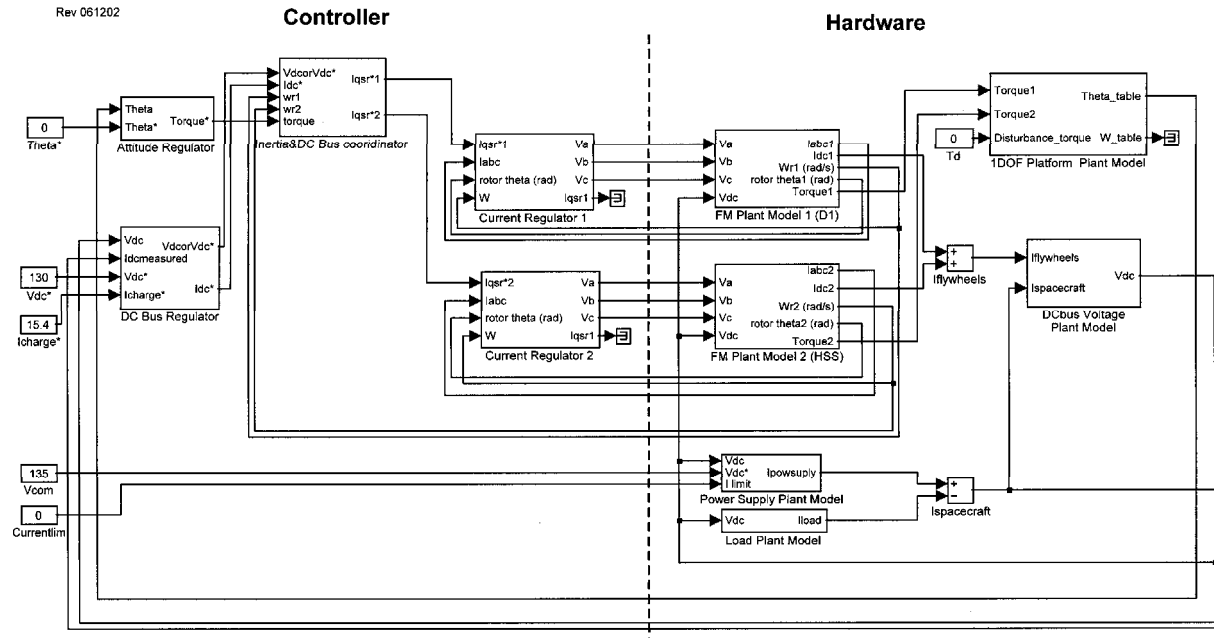 Rev 061202
Controller
Hardware
VdcorVdc*
Idc*
wr1
wr2
torque
Iqsr*1
Iqsr*2
Inertia&DC Bus coordinator
Theta
Theta*
Torque*
Attitude Regulator
0
Theta*
Iqsr*1
Iabc
rotor theta (rad)
W
Va
Vb
Vc
Iqsr1
Current Regulator 1
Va
Vb
Vc
Vdc
Iabc1
Idc1
Wr1 (rad/s)
rotor theta1 (rad)
Torque1
FM Plant Model 1 (D1)
Torque1
Torque2
Disturbance_torque
Theta_table
W_table
1DOF Platform Plant Model
0
Td
Vdc
Idcmeasured
Vdc*
Icharge*
VdcorVdc*
Idc*
DC Bus Regulator
130
Vdc*
15.4
Icharge*
Iqsr*2
Iabc
rotor theta (rad)
W
Va
Vb
Vc
Iqsr1
Current Regulator 2
Va
Vb
Vc
Vdc
Iabc2
Idc2
Wr2 (rad/s)
rotor theta2 (rad)
Torque2
FM Plant Model 2 (HSS)
+
+
Iflywheels
Iflywheels
Ispacecraft
Vdc
DCbus Voltage
Plant Model
135
Vcom
0
Currentlim
Vdc
Vdc*
I limit
Ipowsuply
Power Supply Plant Model
Vdc
Iload
Load Plant Model
+
−
Ispacecraft